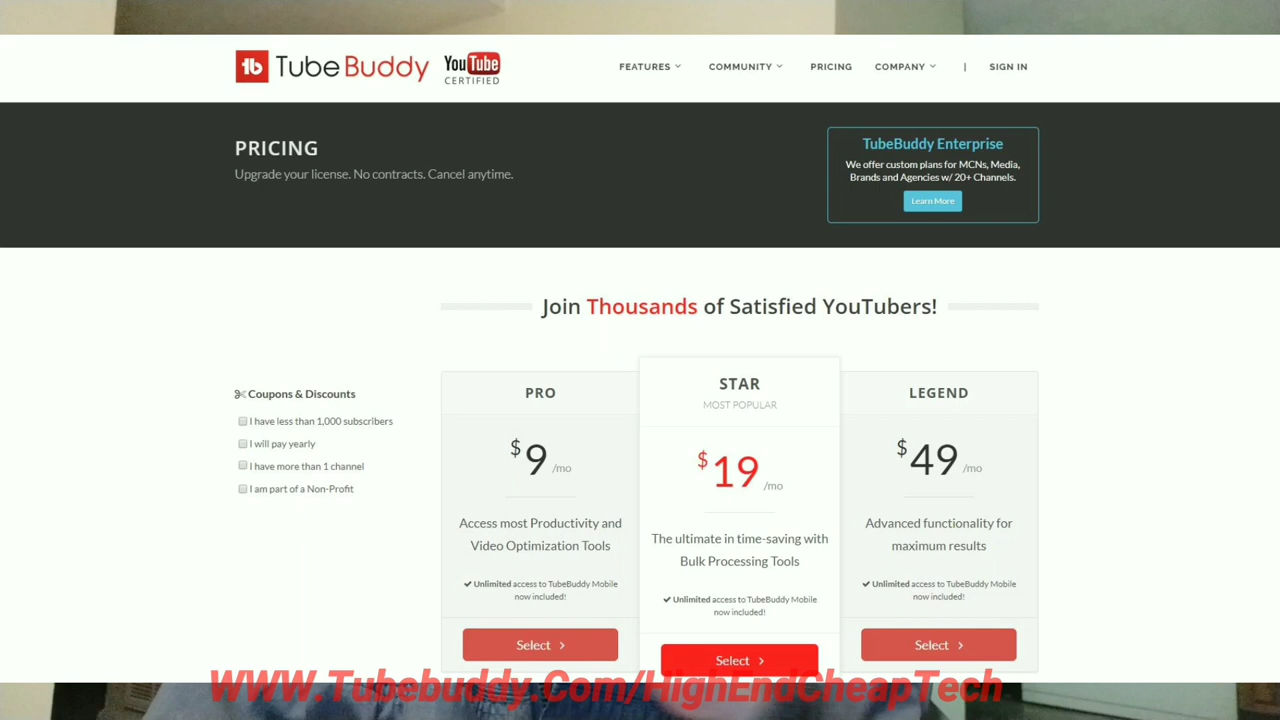 TubeBuddy YouTube CERTIFIED
FEATURES COMMUNITY PRICING COMPANY | SIGN IN
PRICING
Upgrade your license. No contracts. Cancel anytime.
TubeBuddy Enterprise
We offer custom plans for MCNs, Media,
Brands and Agencies w/ 20+ Channels.
Learn More
Join Thousands of Satisfied YouTubers!
Coupons & Discounts
I have less than 1,000 subscribers
I will pay yearly
I have more than 1 channel
I am part of a Non-Profit
PRO
$9 /mo
Access most Productivity and
Video Optimization Tools
✔ Unlimited access to TubeBuddy Mobile
now included!
Select >
STAR
MOST POPULAR
$19 /mo
The ultimate in time-saving with
Bulk Processing Tools
✔ Unlimited access to TubeBuddy Mobile
now included!
Select >
LEGEND
$49 /mo
Advanced functionality for
maximum results
✔ Unlimited access to TubeBuddy Mobile
now included!
Select >
WWW.Tubebuddy.Com/HighEndCheapTech